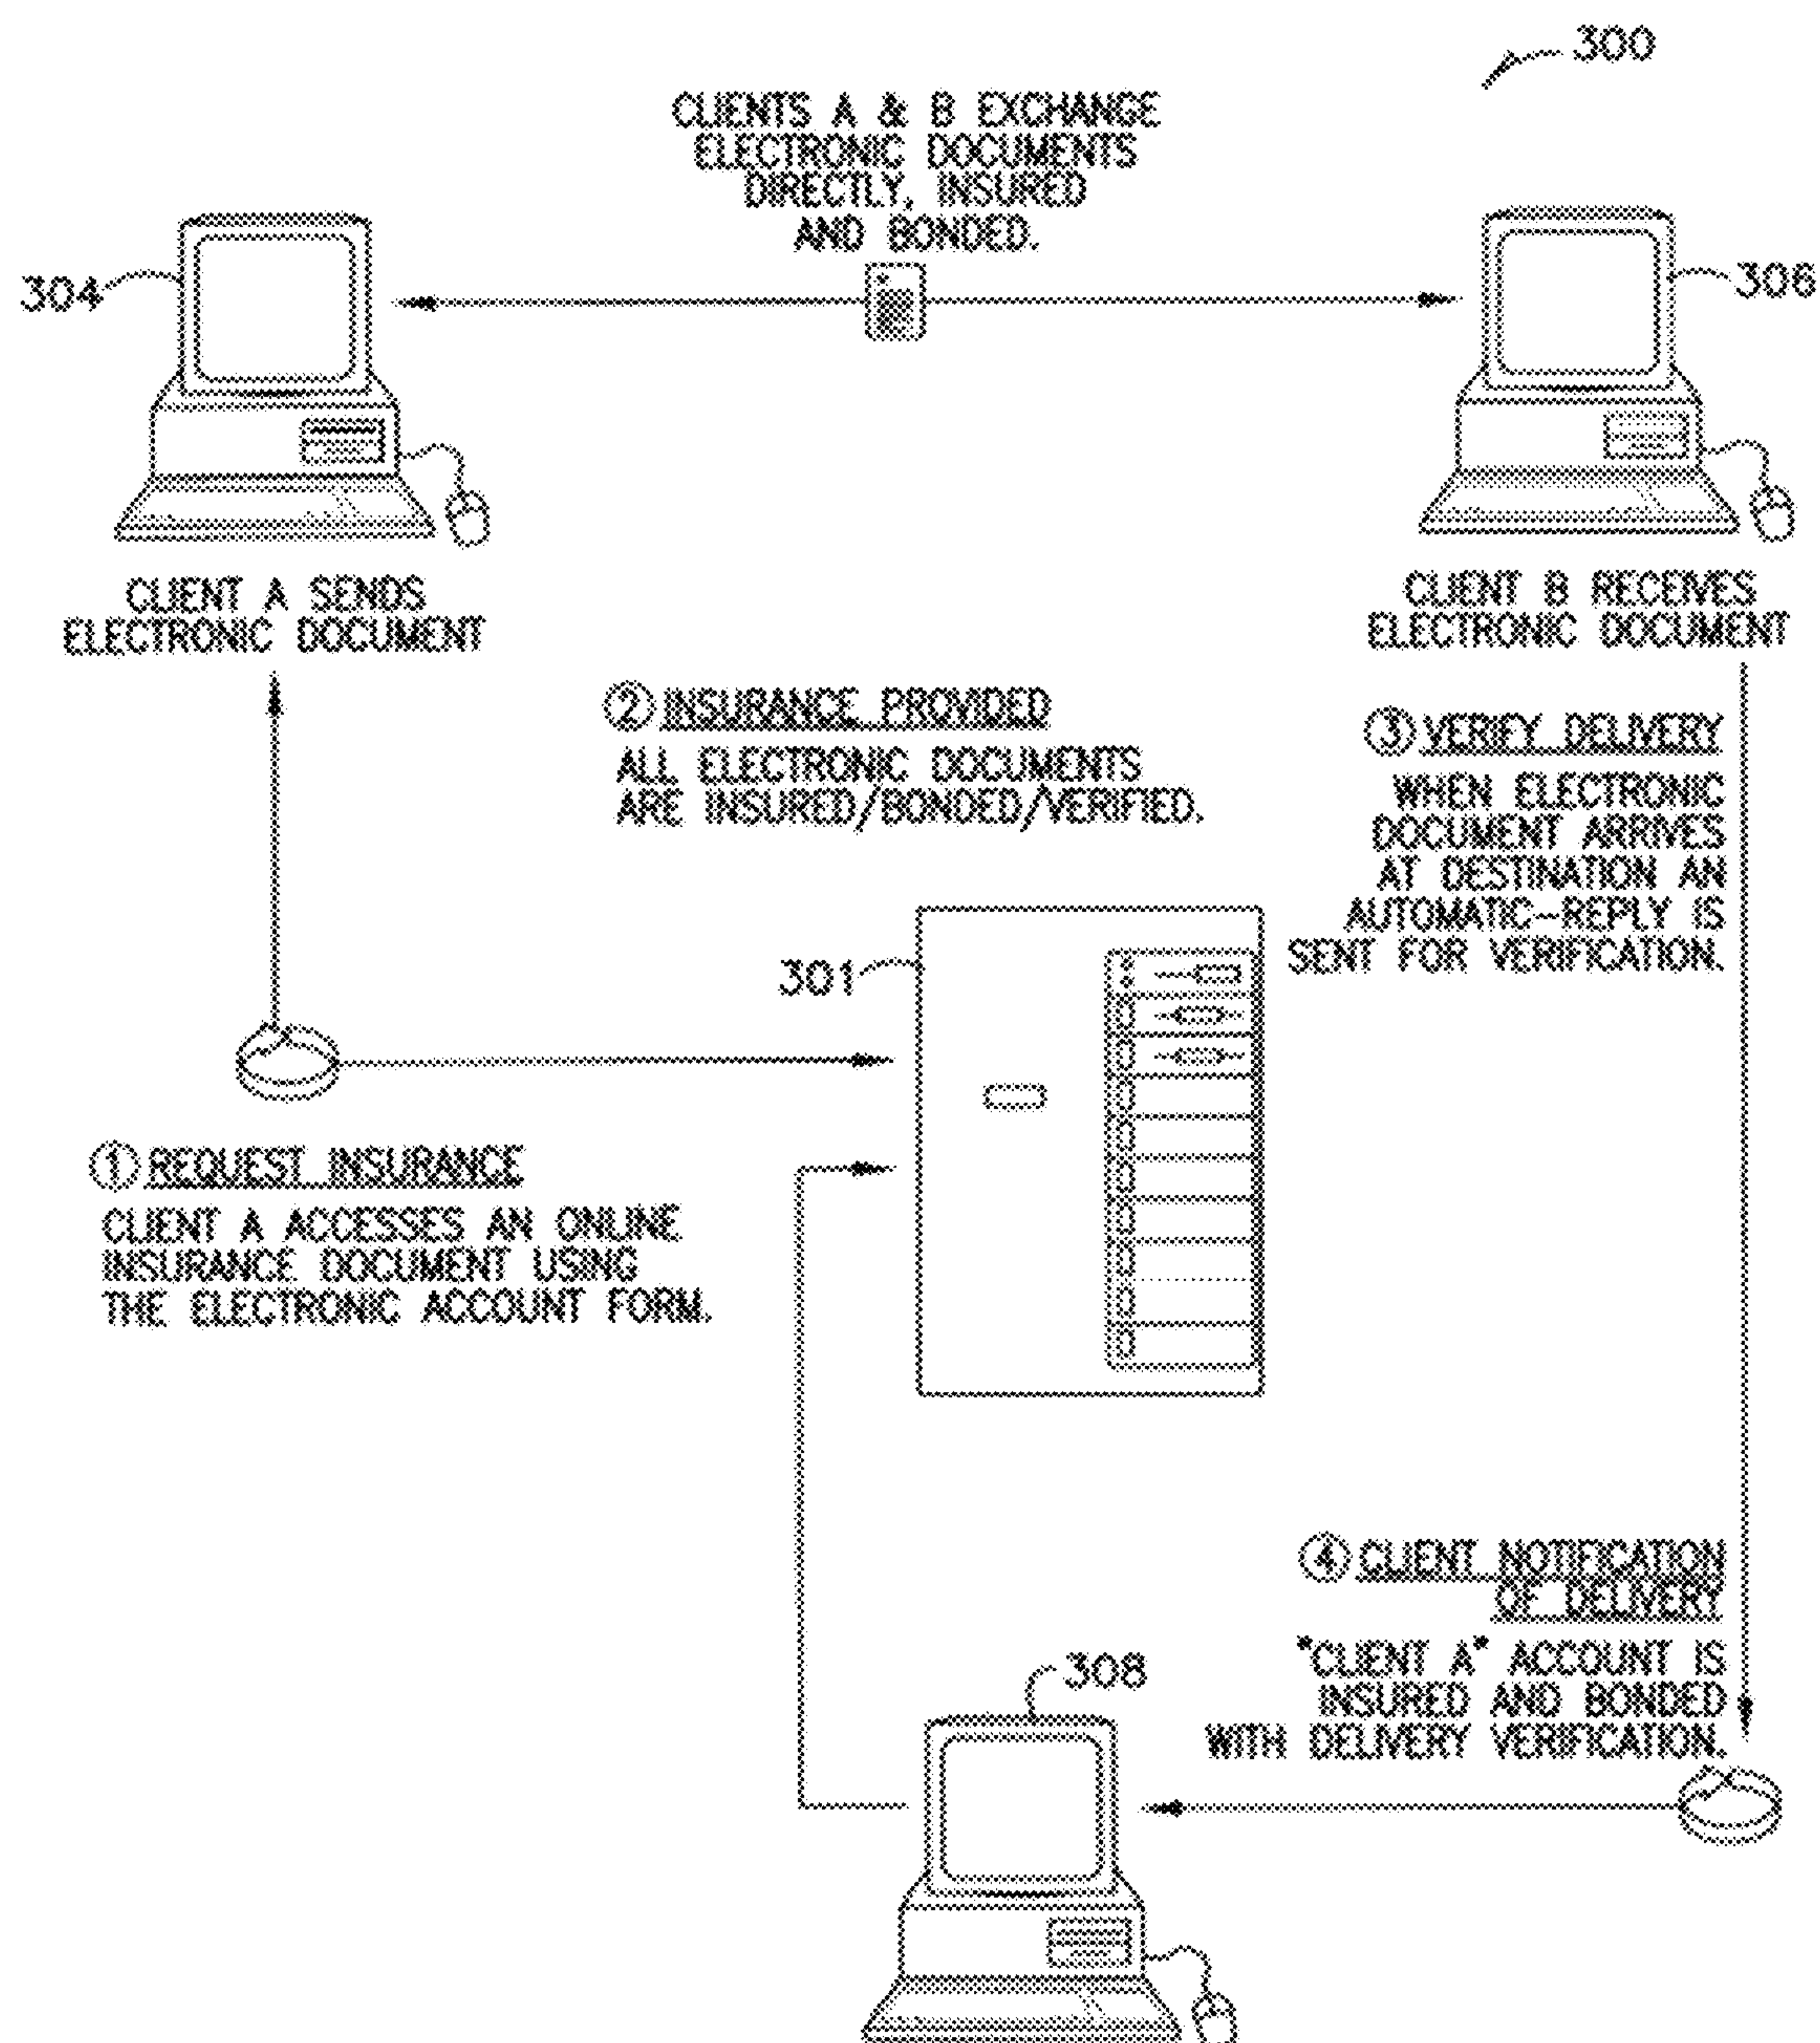 300
CLIENTS A & B EXCHANGE
ELECTRONIC DOCUMENTS
DIRECTLY, INSURED
AND BONDED.
304
306
CLIENT A SENDS
ELECTRONIC DOCUMENT
CLIENT B RECEIVES
ELECTRONIC DOCUMENT
② INSURANCE PROVIDED
ALL ELECTRONIC DOCUMENTS
ARE INSURED/BONDED/VERIFIED.
③ VERIFY DELIVERY
WHEN ELECTRONIC
DOCUMENT ARRIVES
AT DESTINATION AN
AUTOMATIC-REPLY IS
SENT FOR VERIFICATION.
301
① REQUEST INSURANCE
CLIENT A ACCESSES AN ONLINE
INSURANCE DOCUMENT USING
THE ELECTRONIC ACCOUNT FORM.
④ CLIENT NOTIFICATION
OF DELIVERY
"CLIENT A" ACCOUNT IS
INSURED AND BONDED
WITH DELIVERY VERIFICATION.
308